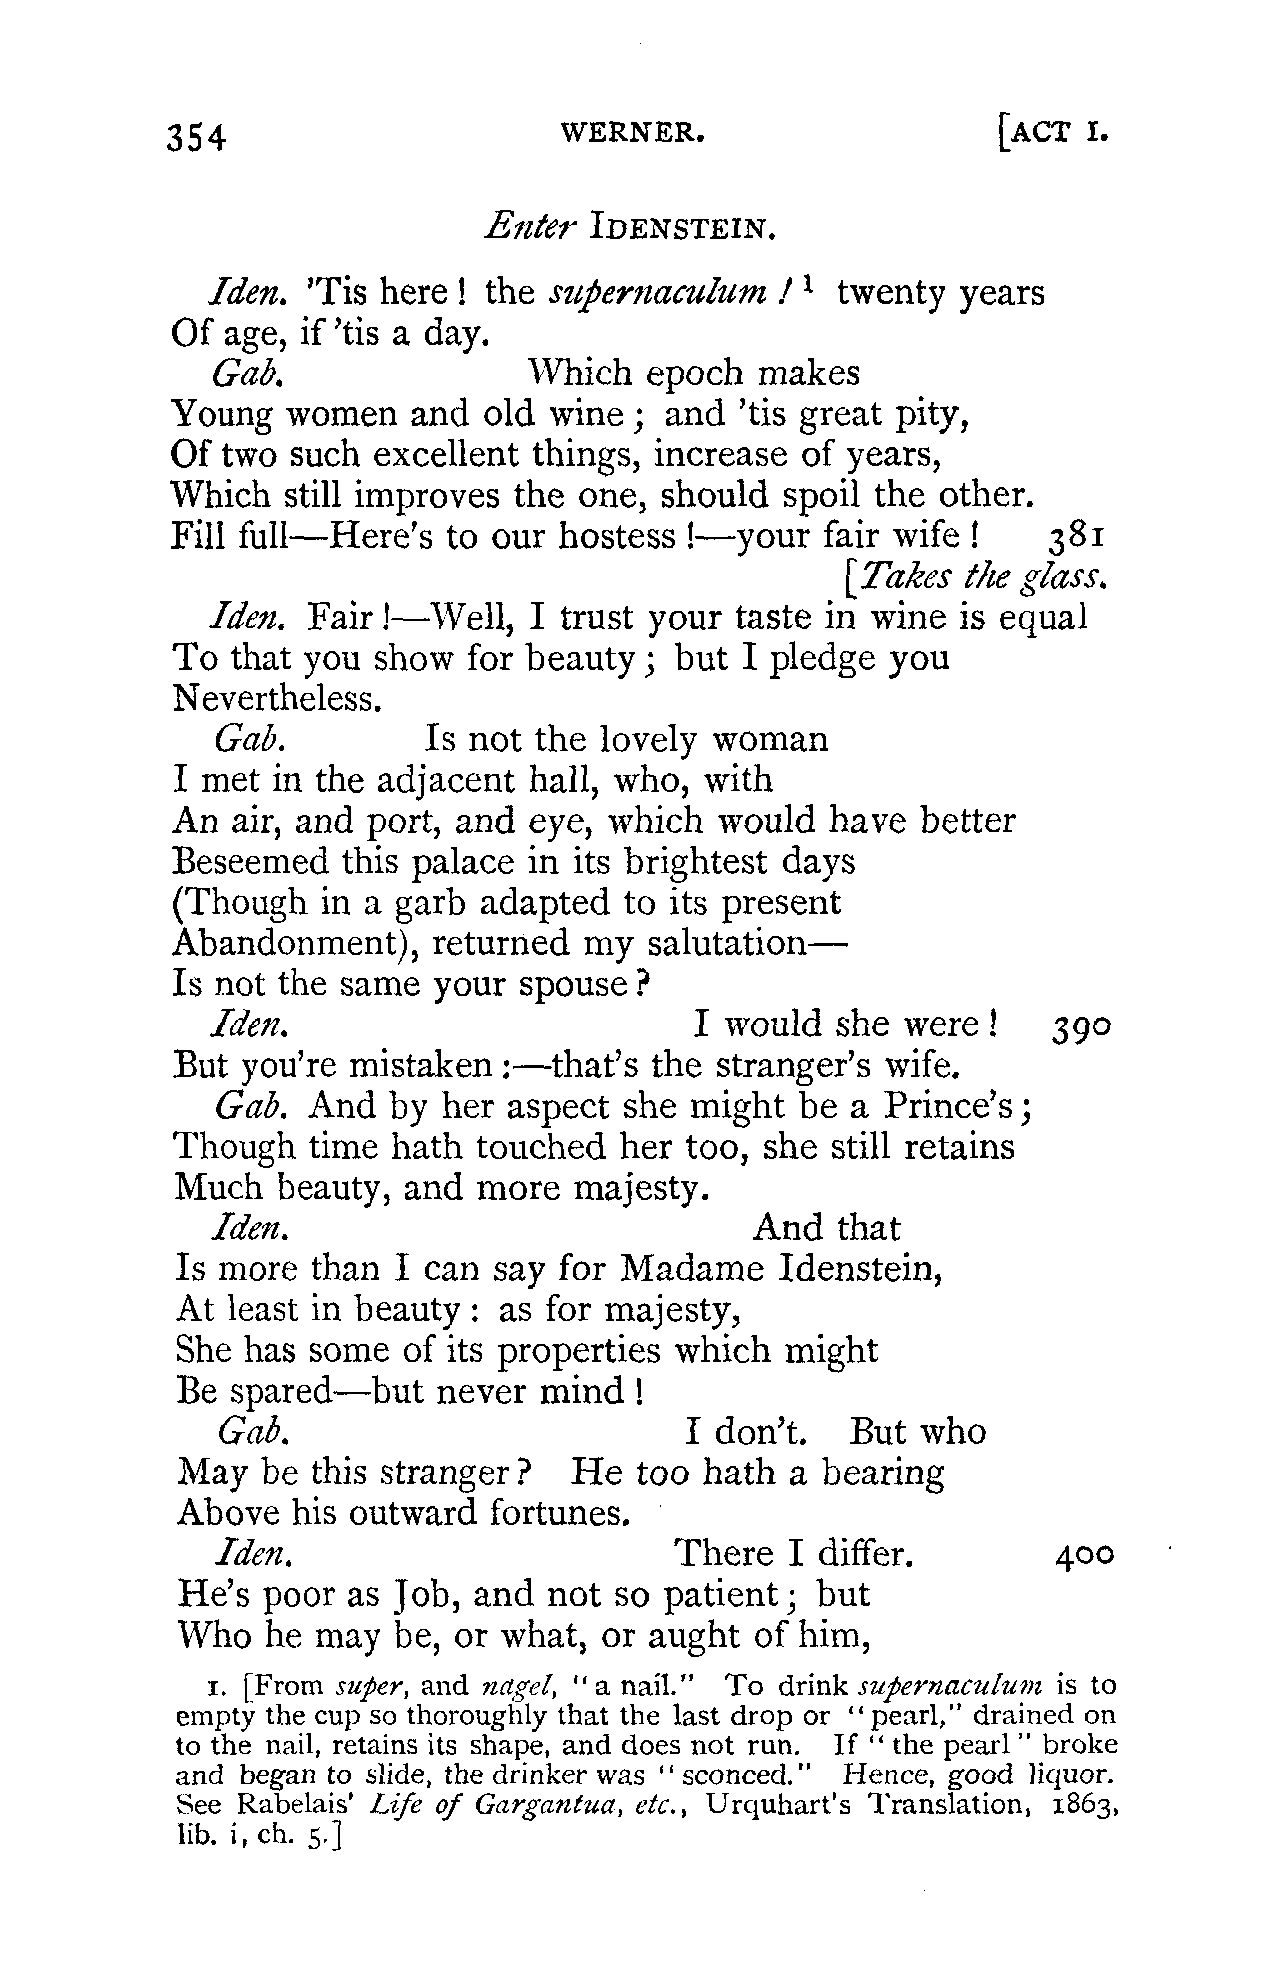 354 WERNER. [ACT I.
Enter IDENSTEIN.
Iden. 'Tis here! the supernaculum!¹ twenty years
Of age, if 'tis a day.
Gab. Which epoch makes
Young women and old wine; and 'tis great pity,
Of two such excellent things, increase of years,
Which still improves the one, should spoil the other.
Fill full—Here's to our hostess!—your fair wife! 381
[Takes the glass.
Iden. Fair!—Well, I trust your taste in wine is equal
To that you show for beauty; but I pledge you
Nevertheless.
Gab. Is not the lovely woman
I met in the adjacent hall, who, with
An air, and port, and eye, which would have better
Beseemed this palace in its brightest days
(Though in a garb adapted to its present
Abandonment), returned my salutation—
Is not the same your spouse?
Iden. I would she were! 390
But you're mistaken:—that's the stranger's wife.
Gab. And by her aspect she might be a Prince's;
Though time hath touched her too, she still retains
Much beauty, and more majesty.
Iden. And that
Is more than I can say for Madame Idenstein,
At least in beauty: as for majesty,
She has some of its properties which might
Be spared—but never mind!
Gab. I don't. But who
May be this stranger? He too hath a bearing
Above his outward fortunes.
Iden. There I differ. 400
He's poor as Job, and not so patient; but
Who he may be, or what, or aught of him,
1. [From super, and nagel, "a nail." To drink supernaculum is to
empty the cup so thoroughly that the last drop or "pearl," drained on
to the nail, retains its shape, and does not run. If "the pearl" broke
and began to slide, the drinker was "sconced." Hence, good liquor.
See Rabelais' Life of Gargantua, etc., Urquhart's Translation, 1863,
lib. i, ch. 5.]